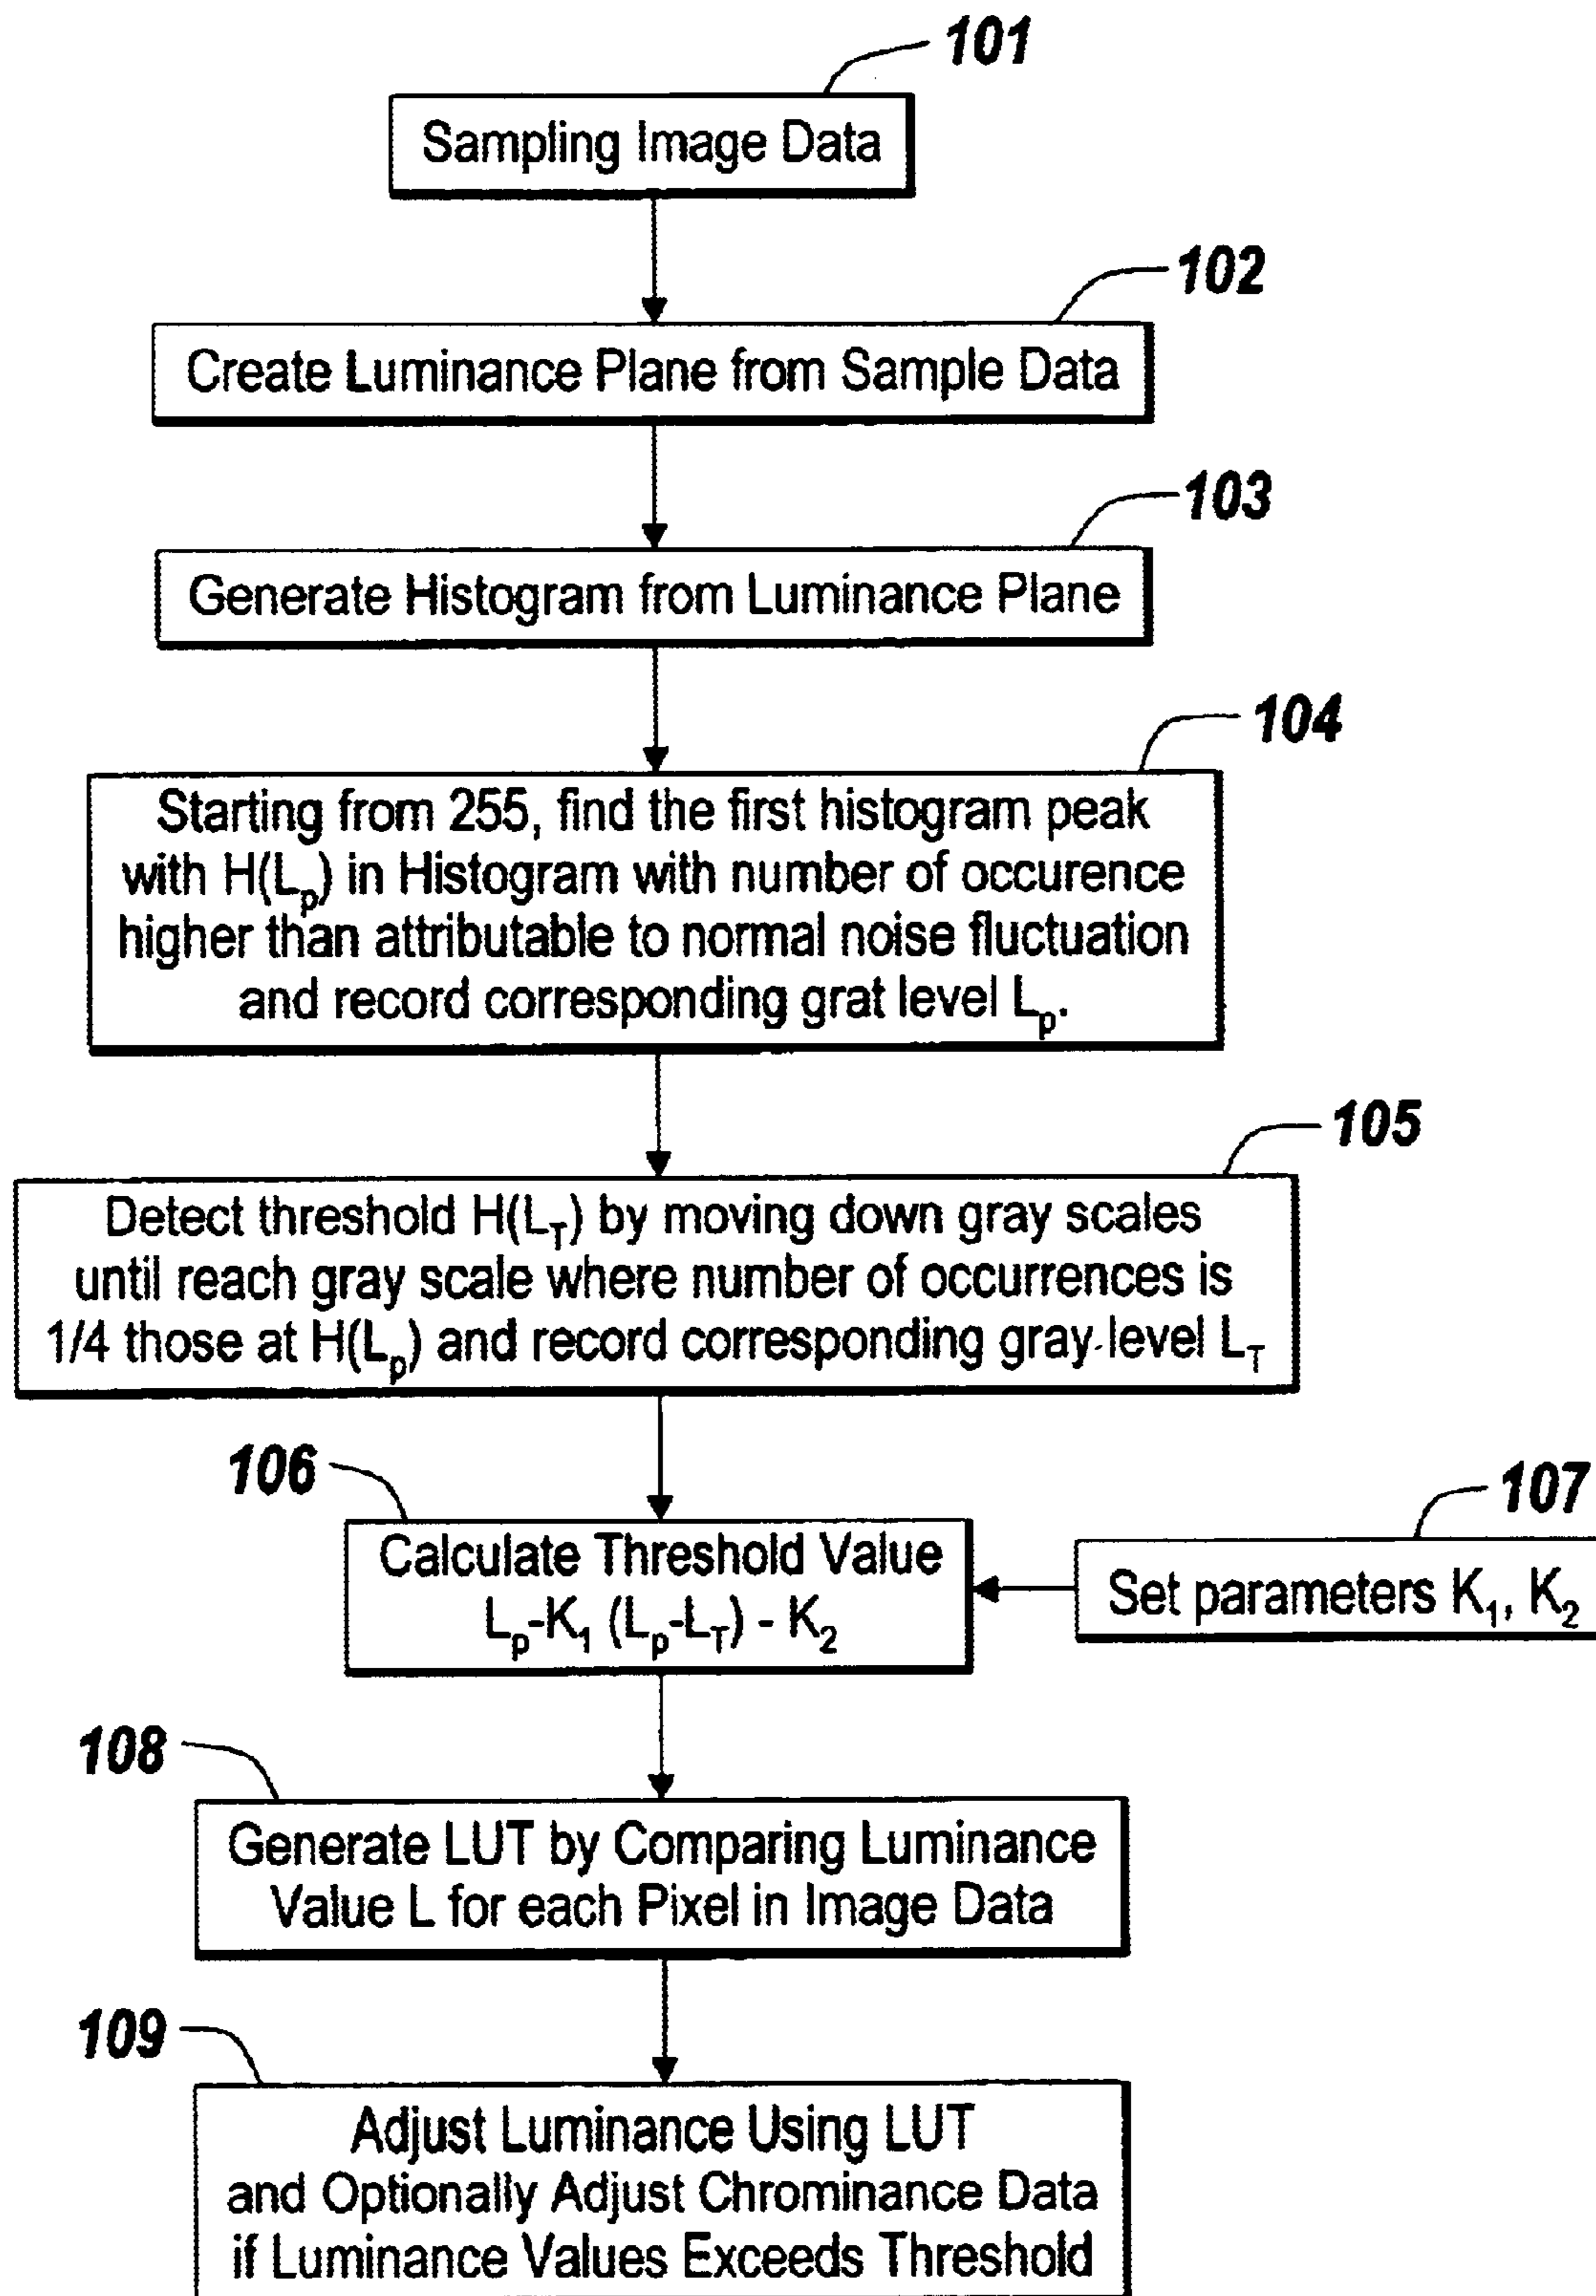 101
Sampling Image Data
102
Create Luminance Plane from Sample Data
103
Generate Histogram from Luminance Plane
104
Starting from 255, find the first histogram peak
with H(Lp) in Histogram with number of occurence
higher than attributable to normal noise fluctuation
and record corresponding grat level Lp.
105
Detect threshold H(LT) by moving down gray scales
until reach gray scale where number of occurrences is
1/4 those at H(Lp) and record corresponding gray level LT
106
Calculate Threshold Value
Lp-K1 (Lp-LT) - K2
107
Set parameters K1, K2
108
Generate LUT by Comparing Luminance
Value L for each Pixel in Image Data
109
Adjust Luminance Using LUT
and Optionally Adjust Chrominance Data
if Luminance Values Exceeds Threshold